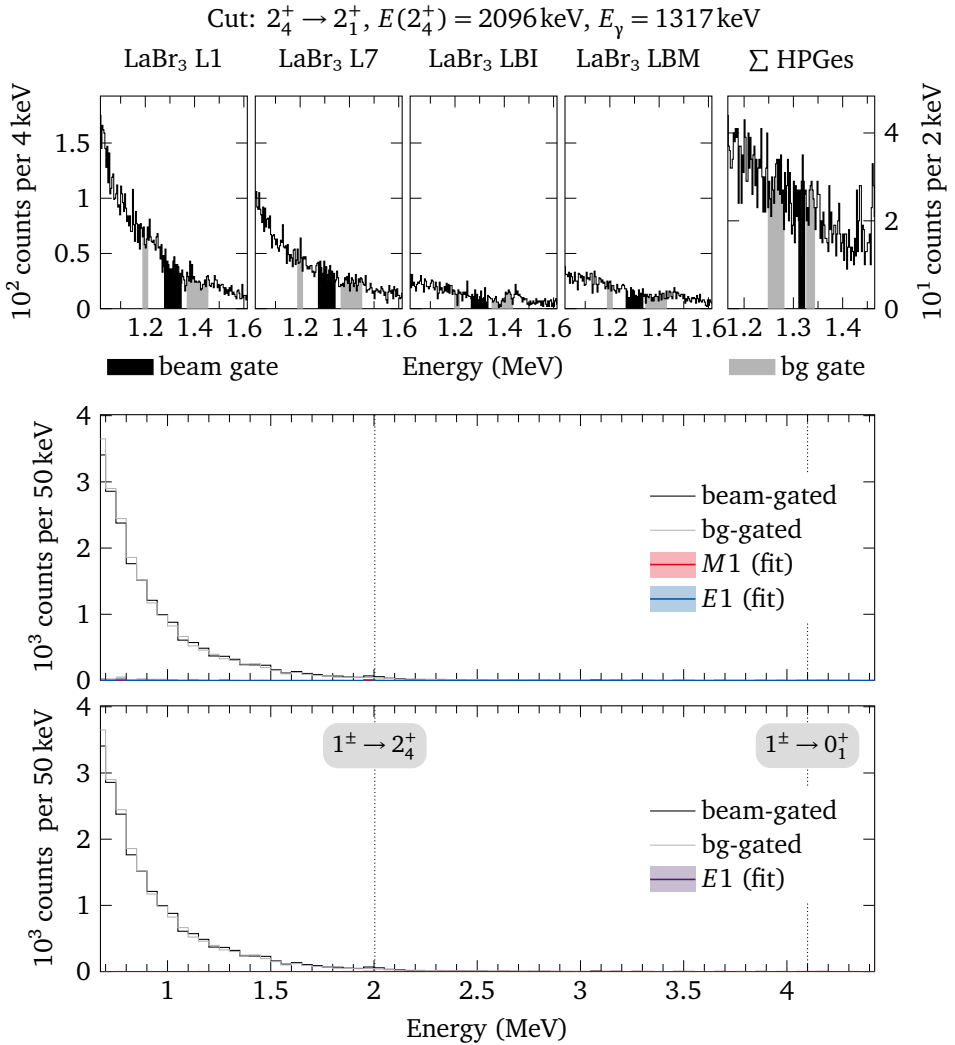 Cut: 2₄⁺ → 2₁⁺, E(2₄⁺) = 2096 keV, Eγ = 1317 keV
LaBr₃ L1 LaBr₃ L7 LaBr₃ LBI LaBr₃ LBM ∑ HPGes
10² counts per 4 keV
1.5
1
0.5
0
4
2
0
10¹ counts per 2 keV
1.2 1.4 1.6 1.2 1.4 1.6 1.2 1.4 1.6 1.2 1.4 1.6 1.2 1.3 1.4
beam gate Energy (MeV) bg gate
10³ counts per 50 keV
4
3
2
1
0
beam-gated
bg-gated
M1 (fit)
E1 (fit)
10³ counts per 50 keV
4
3
2
1
0
1± → 2₄⁺ 1± → 0₁⁺
beam-gated
bg-gated
E1 (fit)
1 1.5 2 2.5 3 3.5 4
Energy (MeV)